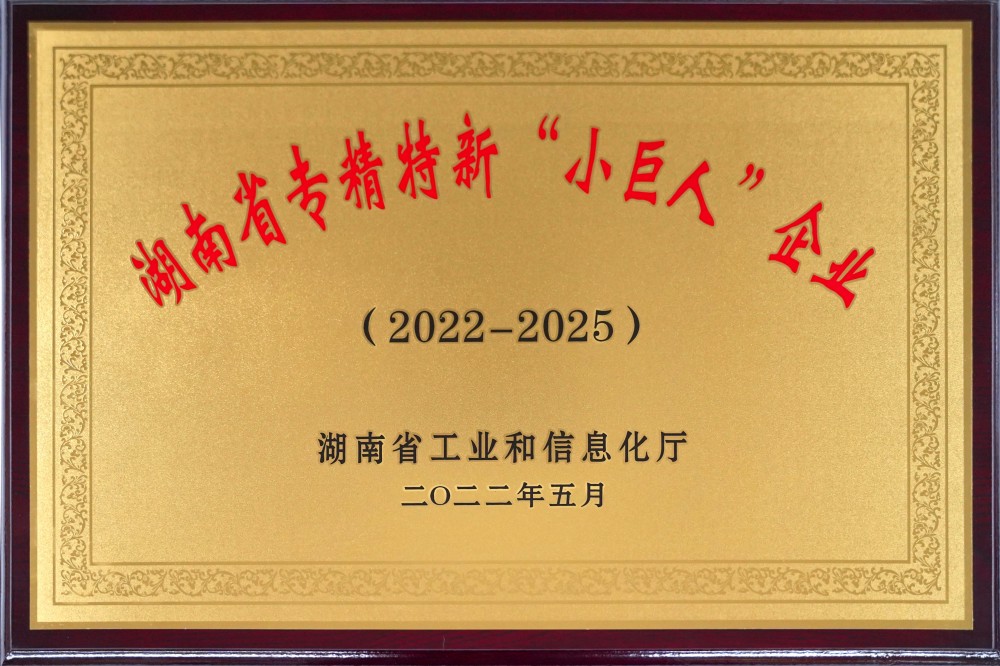 湖南省专精特新“小巨人”企业
（2022-2025）
湖南省工业和信息化厅
二〇二二年五月